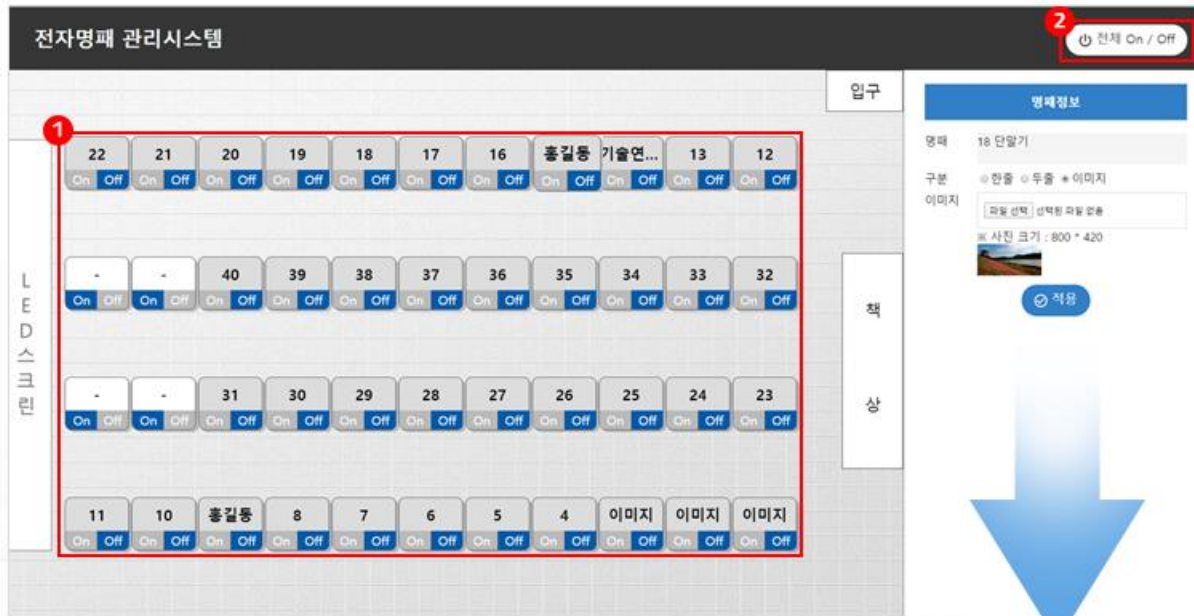 전자명패 관리시스템
2
전체 On / Off
입구
명패정보
1
22 21 20 19 18 17 16 홍길동 기술연... 13 12
On Off On Off On Off On Off On Off On Off On Off On Off On Off On Off On Off
명패 18 단말기
구분 한줄 두줄 이미지
이미지 파일 선택 선택된 파일 없음
※ 사진 크기 : 800 * 420
적용
- - 40 39 38 37 36 35 34 33 32
On Off On Off On Off On Off On Off On Off On Off On Off On Off On Off On Off
LED스크린
책상
- - 31 30 29 28 27 26 25 24 23
On Off On Off On Off On Off On Off On Off On Off On Off On Off On Off On Off
11 10 홍길동 8 7 6 5 4 이미지 이미지 이미지
On Off On Off On Off On Off On Off On Off On Off On Off On Off On Off On Off